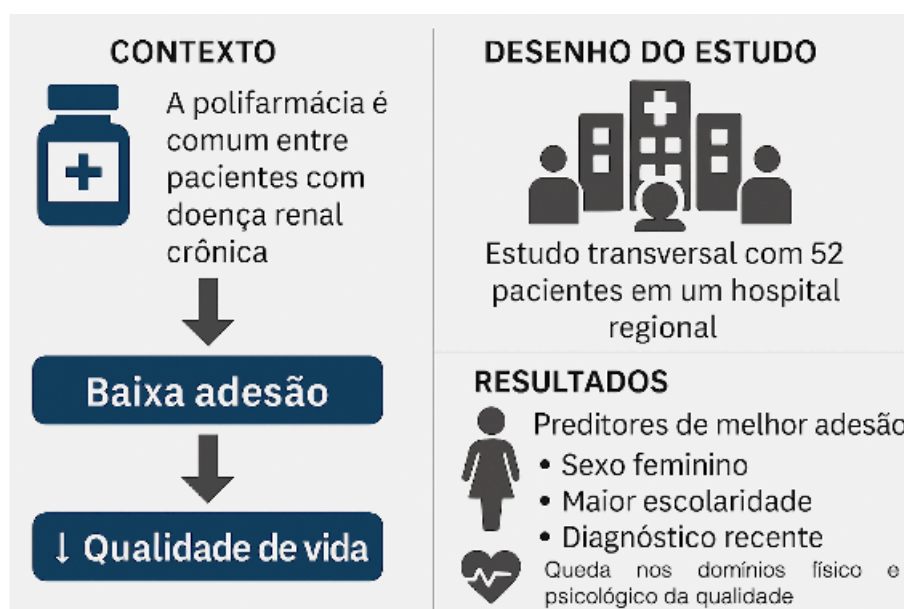 CONTEXTO
A polifarmácia é
comum entre
pacientes com
doença renal
crônica
Baixa adesão
↓ Qualidade de vida
DESENHO DO ESTUDO
Estudo transversal com 52
pacientes em um hospital
regional
RESULTADOS
Preditores de melhor adesão
• Sexo feminino
• Maior escolaridade
• Diagnóstico recente
Queda nos domínios físico e
psicológico da qualidade